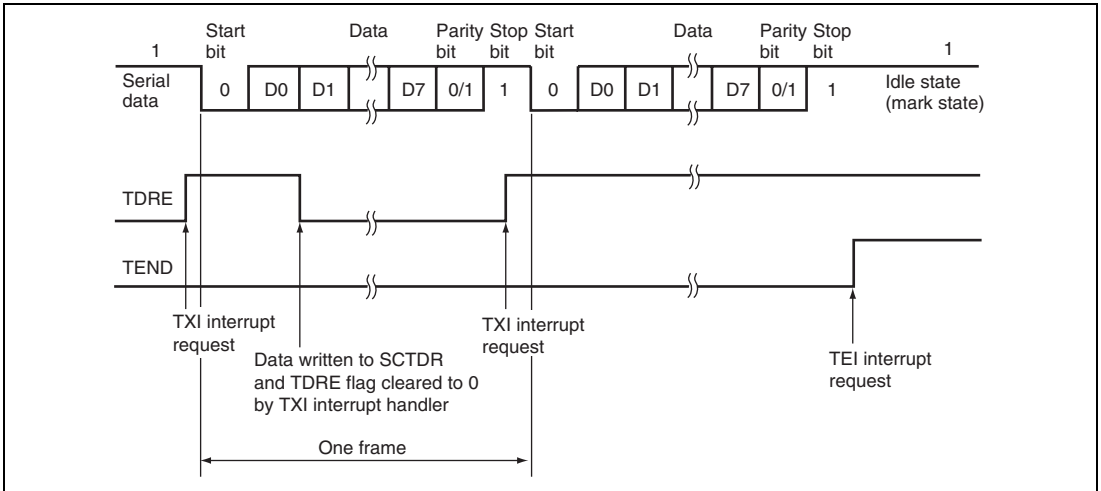 Start bit
Data
Parity bit
Stop bit
Start bit
Data
Parity bit
Stop bit
1
1
Serial data
0
D0
D1
D7
0/1
1
0
D0
D1
D7
0/1
1
Idle state
(mark state)
TDRE
TEND
TXI interrupt
request
Data written to SCTDR
and TDRE flag cleared to 0
by TXI interrupt handler
TXI interrupt
request
TEI interrupt
request
One frame